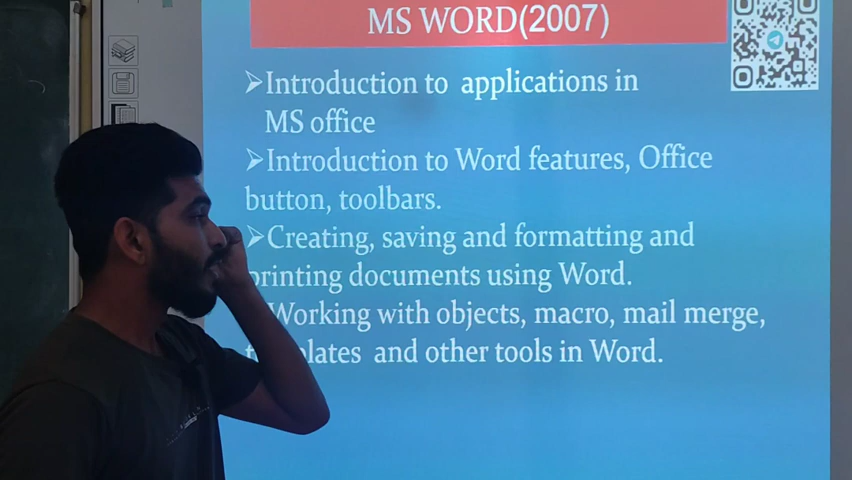 MS WORD(2007)
➢Introduction to applications in
MS office
➢Introduction to Word features, Office
button, toolbars.
➢Creating, saving and formatting and
printing documents using Word.
Working with objects, macro, mail merge,
and other tools in Word.